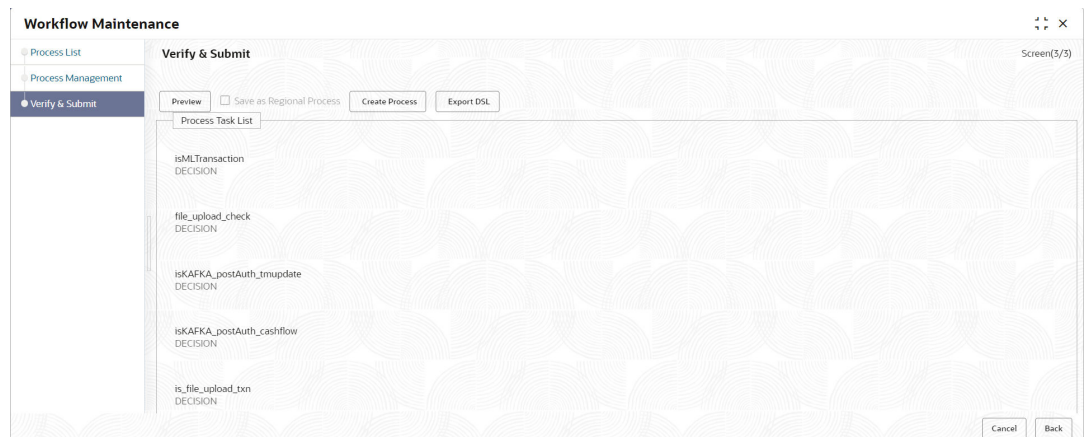 Workflow Maintenance
Process List
Process Management
Verify & Submit
Verify & Submit
Screen(3/3)
Preview
Save as Regional Process
Create Process
Export DSL
Process Task List
isMLTransaction
DECISION
file_upload_check
DECISION
isKAFKA_postAuth_tmupdate
DECISION
isKAFKA_postAuth_cashflow
DECISION
is_file_upload_txn
DECISION
Cancel
Back